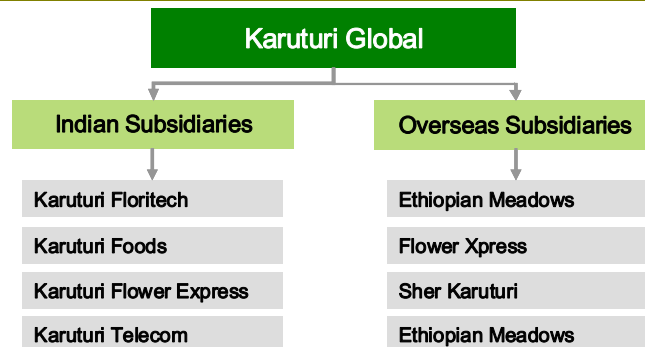 Karuturi Global
Indian Subsidiaries
Overseas Subsidiaries
Karuturi Floritech
Ethiopian Meadows
Karuturi Foods
Flower Xpress
Karuturi Flower Express
Sher Karuturi
Karuturi Telecom
Ethiopian Meadows